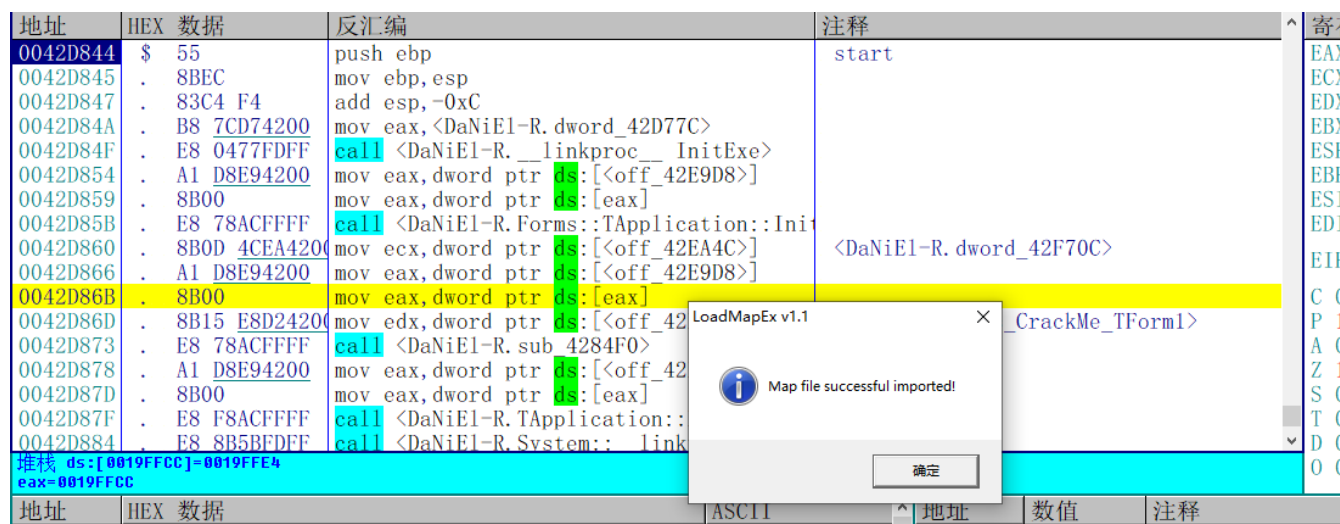 地址 HEX 数据 反汇编 注释
0042D844 $ 55 push ebp start
0042D845 . 8BEC mov ebp,esp
0042D847 . 83C4 F4 add esp,-0xC
0042D84A . B8 7CD74200 mov eax,<DaNiEl-R.dword_42D77C>
0042D84F . E8 0477FDFF call <DaNiEl-R.__linkproc__ InitExe>
0042D854 . A1 D8E94200 mov eax,dword ptr ds:[<off_42E9D8>]
0042D859 . 8B00 mov eax,dword ptr ds:[eax]
0042D85B . E8 78ACFFFF call <DaNiEl-R.Forms::TApplication::Init
0042D860 . 8B0D 4CEA4200 mov ecx,dword ptr ds:[<off_42EA4C>] <DaNiEl-R.dword_42F70C>
0042D866 . A1 D8E94200 mov eax,dword ptr ds:[<off_42E9D8>]
0042D86B . 8B00 mov eax,dword ptr ds:[eax]
0042D86D . 8B15 E8D24200 mov edx,dword ptr ds:[<off_42 _CrackMe_TForm1>
0042D873 . E8 78ACFFFF call <DaNiEl-R.sub_4284F0>
0042D878 . A1 D8E94200 mov eax,dword ptr ds:[<off_42
0042D87D . 8B00 mov eax,dword ptr ds:[eax]
0042D87F . E8 F8ACFFFF call <DaNiEl-R.TApplication::
0042D884 . E8 8B5BFDFF call <DaNiEl-R.System::__link
LoadMapEx v1.1
Map file successful imported!
确定
堆栈 ds:[0019FFCC]=0019FFE4
eax=0019FFCC
地址 HEX 数据 ASCII 地址 数值 注释
C
P
A
Z
S
T
D
O